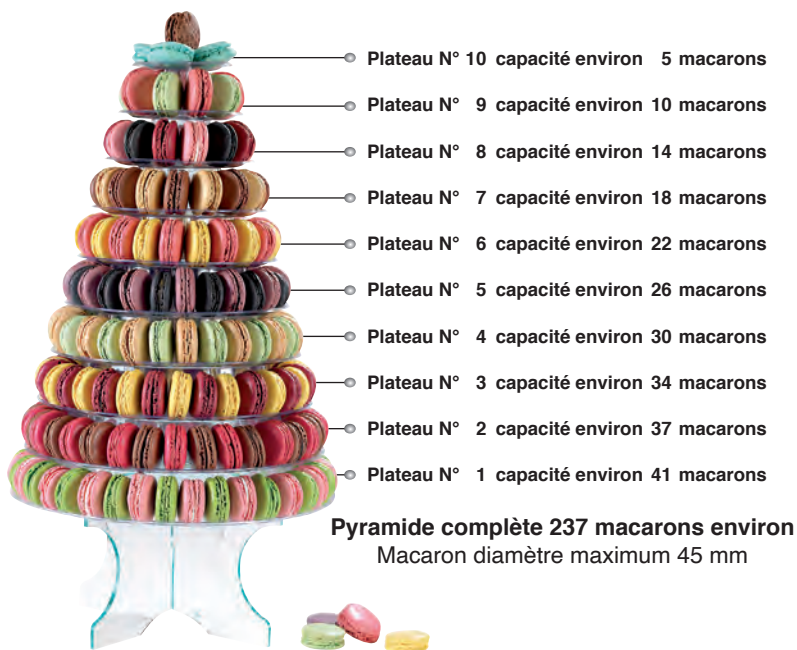 Plateau N° 10 capacité environ 5 macarons
Plateau N° 9 capacité environ 10 macarons
Plateau N° 8 capacité environ 14 macarons
Plateau N° 7 capacité environ 18 macarons
Plateau N° 6 capacité environ 22 macarons
Plateau N° 5 capacité environ 26 macarons
Plateau N° 4 capacité environ 30 macarons
Plateau N° 3 capacité environ 34 macarons
Plateau N° 2 capacité environ 37 macarons
Plateau N° 1 capacité environ 41 macarons
Pyramide complète 237 macarons environ
Macaron diamètre maximum 45 mm